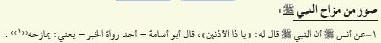 صور من مزاح النبي ﷺ:
١-عن أنس ﷺ أن النبي ﷺ قال له: «يا ذا الأذنين»، قال أبو أسامة - أحد رواة الخبر - يعني: يمازحه(١)».